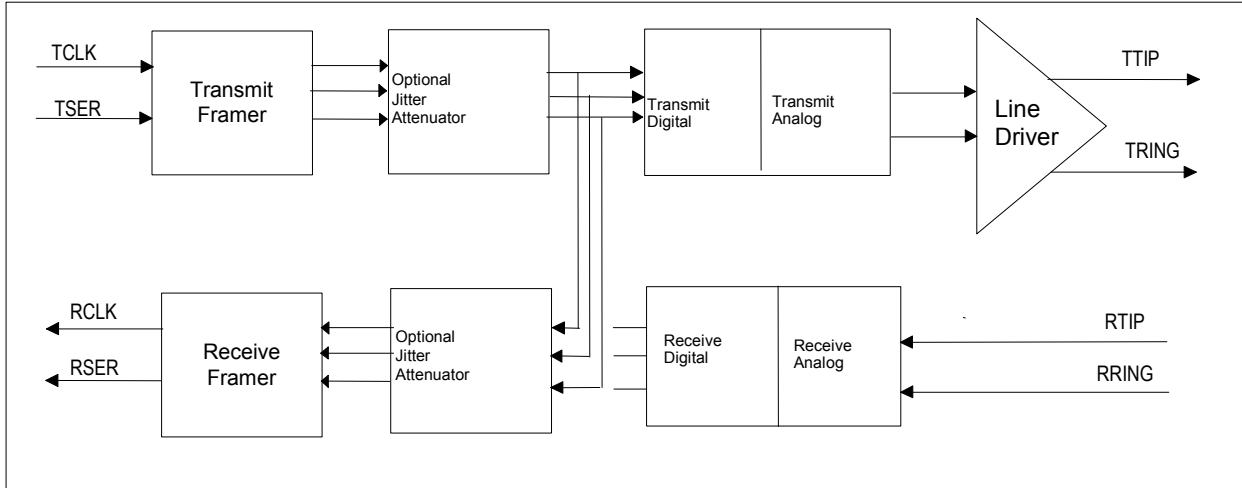 TCLK
TSER
Transmit
Framer
Optional
Jitter
Attenuator
Transmit
Digital
Transmit
Analog
Line
Driver
TTIP
TRING
RCLK
RSER
Receive
Framer
Optional
Jitter
Attenuator
Receive
Digital
Receive
Analog
RTIP
RRING